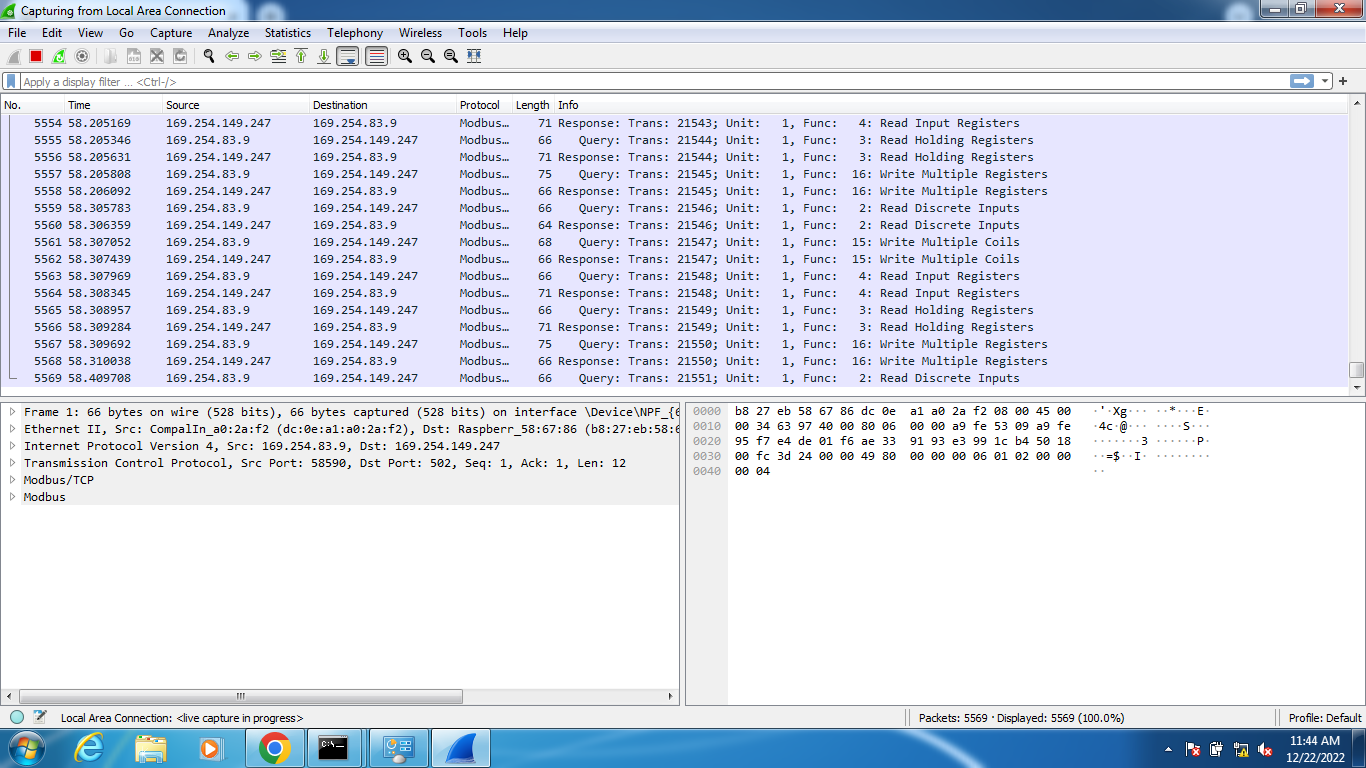 Capturing from Local Area Connection
File Edit View Go Capture Analyze Statistics Telephony Wireless Tools Help
Apply a display filter ... <Ctrl-/>
No. Time Source Destination Protocol Length Info
5554 58.205169 169.254.149.247 169.254.83.9 Modbus… 71 Response: Trans: 21543; Unit: 1, Func: 4: Read Input Registers
5555 58.205346 169.254.83.9 169.254.149.247 Modbus… 66 Query: Trans: 21544; Unit: 1, Func: 3: Read Holding Registers
5556 58.205631 169.254.149.247 169.254.83.9 Modbus… 71 Response: Trans: 21544; Unit: 1, Func: 3: Read Holding Registers
5557 58.205808 169.254.83.9 169.254.149.247 Modbus… 75 Query: Trans: 21545; Unit: 1, Func: 16: Write Multiple Registers
5558 58.206092 169.254.149.247 169.254.83.9 Modbus… 66 Response: Trans: 21545; Unit: 1, Func: 16: Write Multiple Registers
5559 58.305783 169.254.83.9 169.254.149.247 Modbus… 66 Query: Trans: 21546; Unit: 1, Func: 2: Read Discrete Inputs
5560 58.306359 169.254.149.247 169.254.83.9 Modbus… 64 Response: Trans: 21546; Unit: 1, Func: 2: Read Discrete Inputs
5561 58.307052 169.254.83.9 169.254.149.247 Modbus… 68 Query: Trans: 21547; Unit: 1, Func: 15: Write Multiple Coils
5562 58.307439 169.254.149.247 169.254.83.9 Modbus… 66 Response: Trans: 21547; Unit: 1, Func: 15: Write Multiple Coils
5563 58.307969 169.254.83.9 169.254.149.247 Modbus… 66 Query: Trans: 21548; Unit: 1, Func: 4: Read Input Registers
5564 58.308345 169.254.149.247 169.254.83.9 Modbus… 71 Response: Trans: 21548; Unit: 1, Func: 4: Read Input Registers
5565 58.308957 169.254.83.9 169.254.149.247 Modbus… 66 Query: Trans: 21549; Unit: 1, Func: 3: Read Holding Registers
5566 58.309284 169.254.149.247 169.254.83.9 Modbus… 71 Response: Trans: 21549; Unit: 1, Func: 3: Read Holding Registers
5567 58.309692 169.254.83.9 169.254.149.247 Modbus… 75 Query: Trans: 21550; Unit: 1, Func: 16: Write Multiple Registers
5568 58.310038 169.254.149.247 169.254.83.9 Modbus… 66 Response: Trans: 21550; Unit: 1, Func: 16: Write Multiple Registers
5569 58.409708 169.254.83.9 169.254.149.247 Modbus… 66 Query: Trans: 21551; Unit: 1, Func: 2: Read Discrete Inputs
Frame 1: 66 bytes on wire (528 bits), 66 bytes captured (528 bits) on interface \Device\NPF_{6
Ethernet II, Src: CompalIn_a0:2a:f2 (dc:0e:a1:a0:2a:f2), Dst: Raspberr_58:67:86 (b8:27:eb:58:6
Internet Protocol Version 4, Src: 169.254.83.9, Dst: 169.254.149.247
Transmission Control Protocol, Src Port: 58590, Dst Port: 502, Seq: 1, Ack: 1, Len: 12
Modbus/TCP
Modbus
0000 b8 27 eb 58 67 86 dc 0e a1 a0 2a f2 08 00 45 00 ·'·Xg··· ··*···E·
0010 00 34 63 97 40 00 80 06 00 00 a9 fe 53 09 a9 fe ·4c·@··· ····S···
0020 95 f7 e4 de 01 f6 ae 33 91 93 e3 99 1c b4 50 18 ·······3 ······P·
0030 00 fc 3d 24 00 00 49 80 00 00 00 06 01 02 00 00 ··=$··I· ········
0040 00 04 ··
Local Area Connection: <live capture in progress>
Packets: 5569 · Displayed: 5569 (100.0%)
Profile: Default
C:\_
11:44 AM
12/22/2022